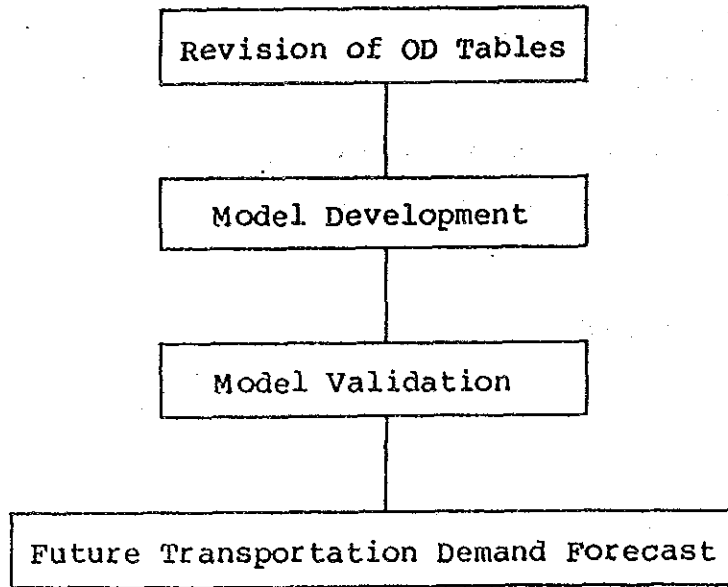 Revision of OD Tables
Model Development
Model Validation
Future Transportation Demand Forecast